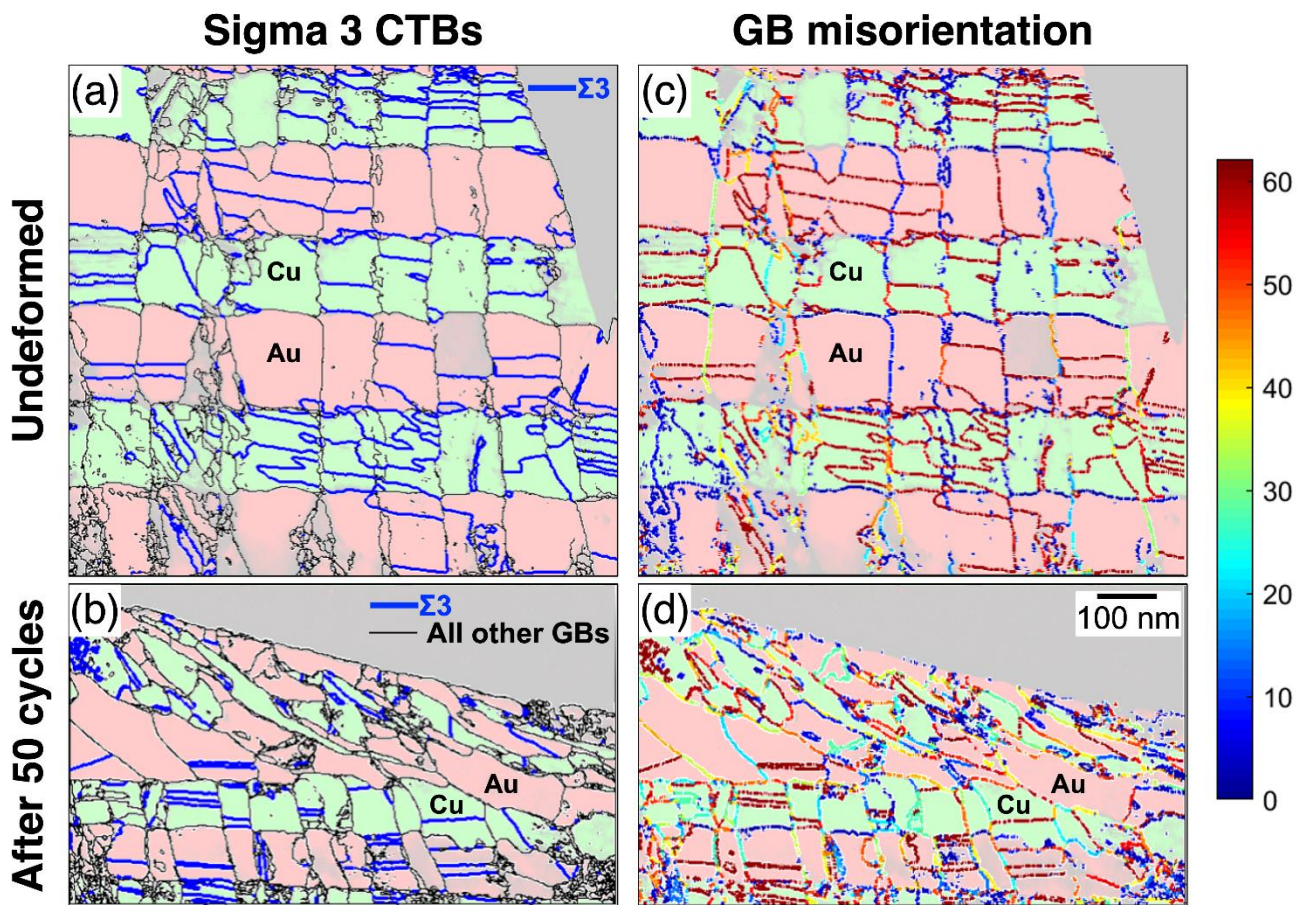 Sigma 3 CTBs
GB misorientation
Undeformed
(a)
Σ3
Cu
Au
(c)
Cu
Au
60
50
40
30
20
10
0
After 50 cycles
(b)
Σ3
All other GBs
Au
Cu
(d)
100 nm
Au
Cu